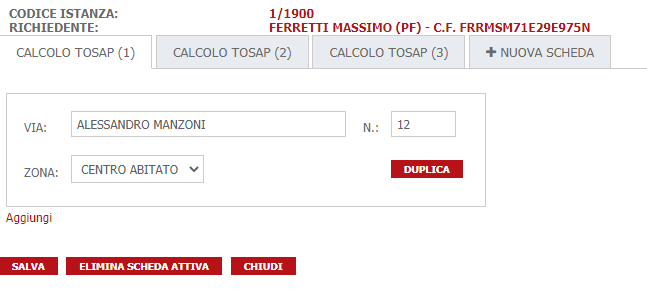 CODICE ISTANZA: 1/1900
RICHIEDENTE: FERRETTI MASSIMO (PF) - C.F. FRRMSM71E29E975N
CALCOLO TOSAP (1) CALCOLO TOSAP (2) CALCOLO TOSAP (3) + NUOVA SCHEDA
VIA: ALESSANDRO MANZONI N.: 12
ZONA: CENTRO ABITATO DUPLICA
Aggiungi
SALVA ELIMINA SCHEDA ATTIVA CHIUDI